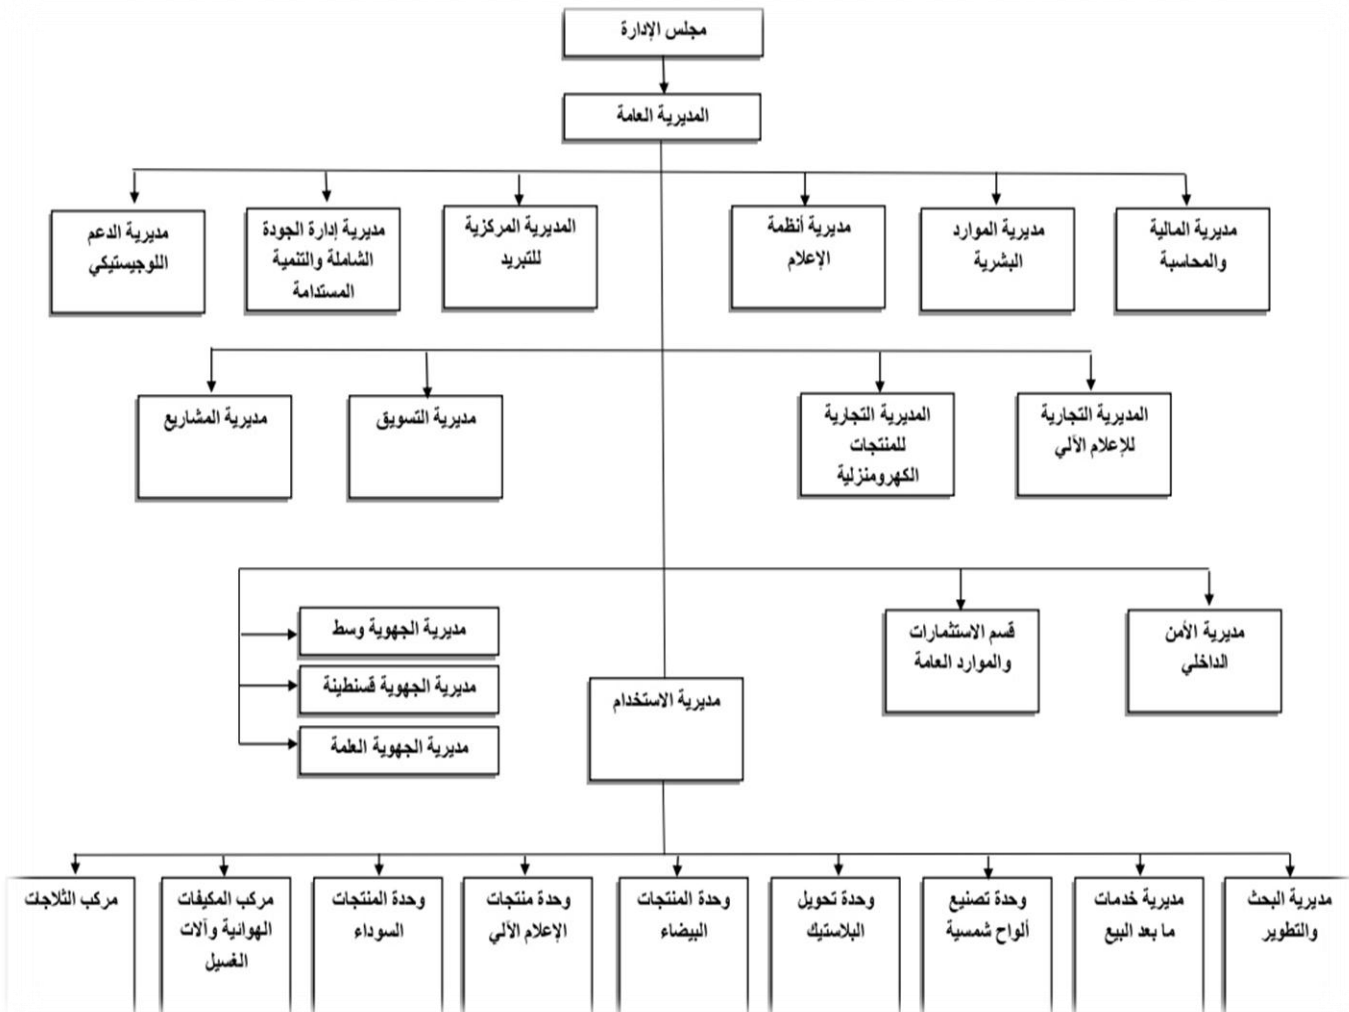 مجلس الإدارة
المديرية العامة
مديرية المالية
والمحاسبة
مديرية الموارد
البشرية
مديرية أنظمة
الإعلام
المديرية المركزية
للتبريد
مديرية إدارة الجودة
الشاملة والتنمية
المستدامة
مديرية الدعم
اللوجيستيكي
المديرية التجارية
للإعلام الآلي
المديرية التجارية
للمنتجات
الكهرومنزلية
مديرية التسويق
مديرية المشاريع
مديرية الأمن
الداخلي
قسم الاستثمارات
والموارد العامة
مديرية الجهوية وسط
مديرية الجهوية قسنطينة
مديرية الجهوية العلمة
مديرية الاستخدام
مديرية البحث
والتطوير
مديرية خدمات
ما بعد البيع
وحدة تصنيع
ألواح شمسية
وحدة تحويل
البلاستيك
وحدة المنتجات
البيضاء
وحدة منتجات
الإعلام الآلي
وحدة المنتجات
السوداء
مركب المكيفات
الهوائية وآلات
الغسيل
مركب الثلاجات